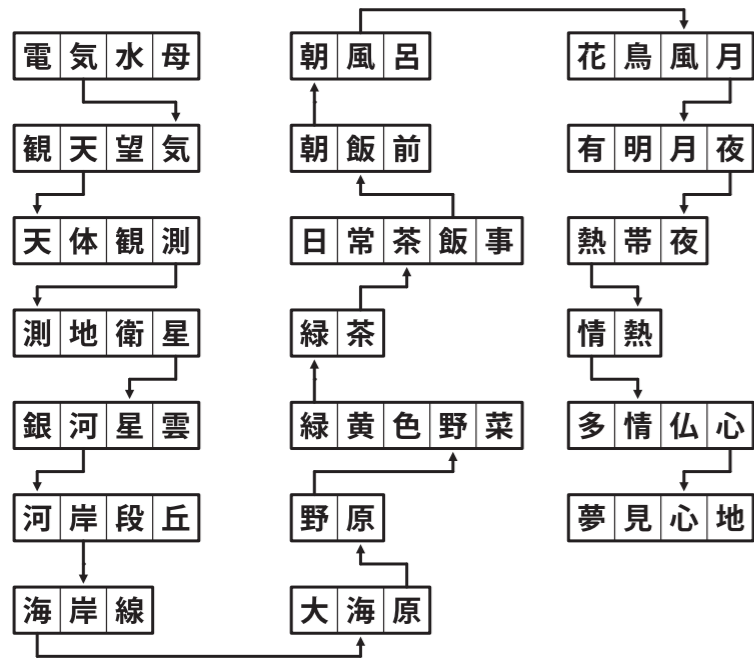 電気水母
観天望気
天体観測
測地衛星
銀河星雲
河岸段丘
海岸線
大海原
野原
緑黄色野菜
緑茶
日常茶飯事
朝飯前
朝風呂
花鳥風月
有明月夜
熱帯夜
情熱
多情仏心
夢見心地